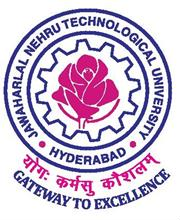 JAWAHARLAL NEHRU TECHNOLOGICAL UNIVERSITY
• HYDERABAD •
योगः कर्मसु कौशलम्
GATEWAY TO EXCELLENCE